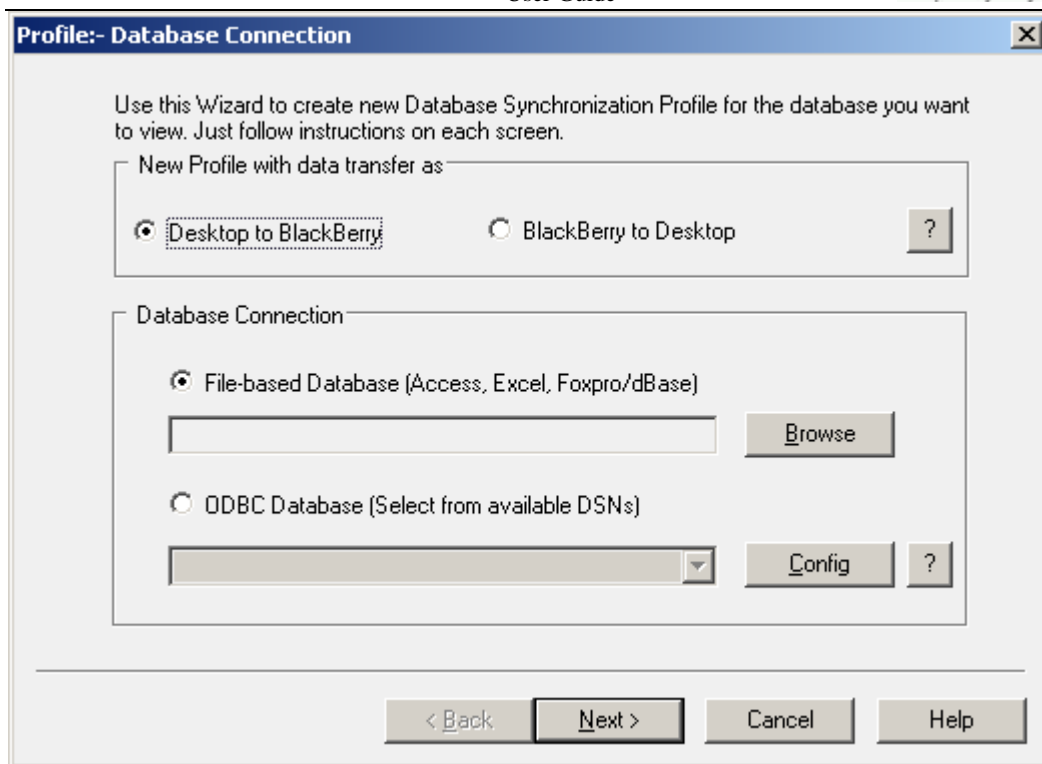 User Guide
Profile:- Database Connection
Use this Wizard to create new Database Synchronization Profile for the database you want
to view. Just follow instructions on each screen.
New Profile with data transfer as
Desktop to BlackBerry
BlackBerry to Desktop
?
Database Connection
File-based Database (Access, Excel, Foxpro/dBase)
Browse
ODBC Database (Select from available DSNs)
Config
?
< Back
Next >
Cancel
Help